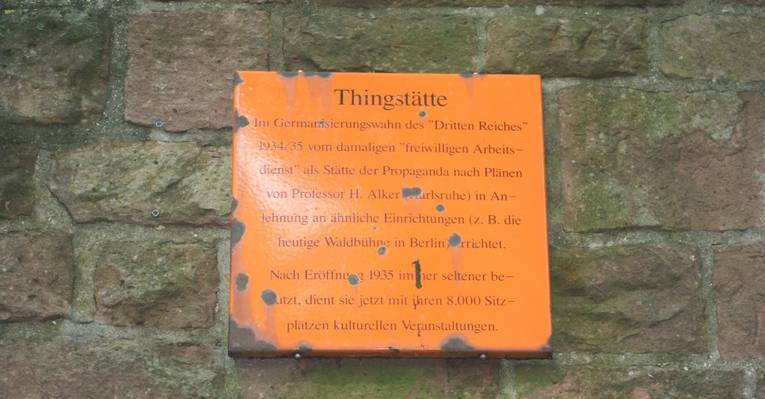 Thingstätte
Im Germanisierungswahn des "Dritten Reiches"
1934/35 vom damaligen "freiwilligen Arbeits-
dienst" als Stätte der Propaganda nach Plänen
von Professor H. Alker (Karlsruhe) in An-
lehnung an ähnliche Einrichtungen (z. B. die
heutige Waldbühne in Berlin) errichtet.
Nach Eröffnung 1935 immer seltener be-
nutzt, dient sie jetzt mit ihren 8.000 Sitz-
plätzen kulturellen Veranstaltungen.